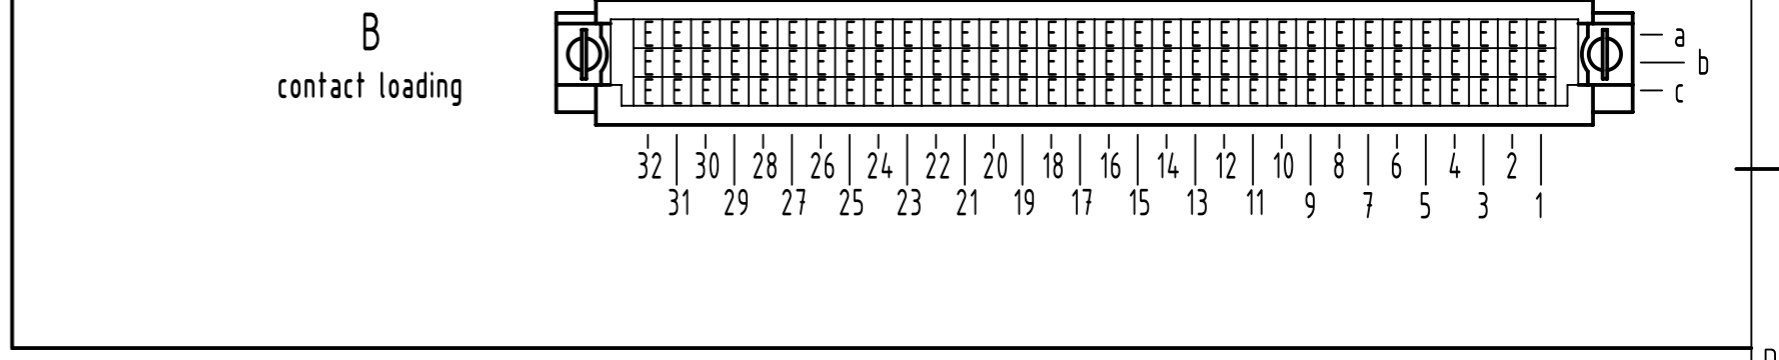 B
contact loading
E E E E E E E E E E E E E E E E E E E E E E E E E E E E E E E E a
E E E E E E E E E E E E E E E E E E E E E E E E E E E E E E E E b
E E E E E E E E E E E E E E E E E E E E E E E E E E E E E E E E c
32 30 28 26 24 22 20 18 16 14 12 10 8 6 4 2
31 29 27 25 23 21 19 17 15 13 11 9 7 5 3 1